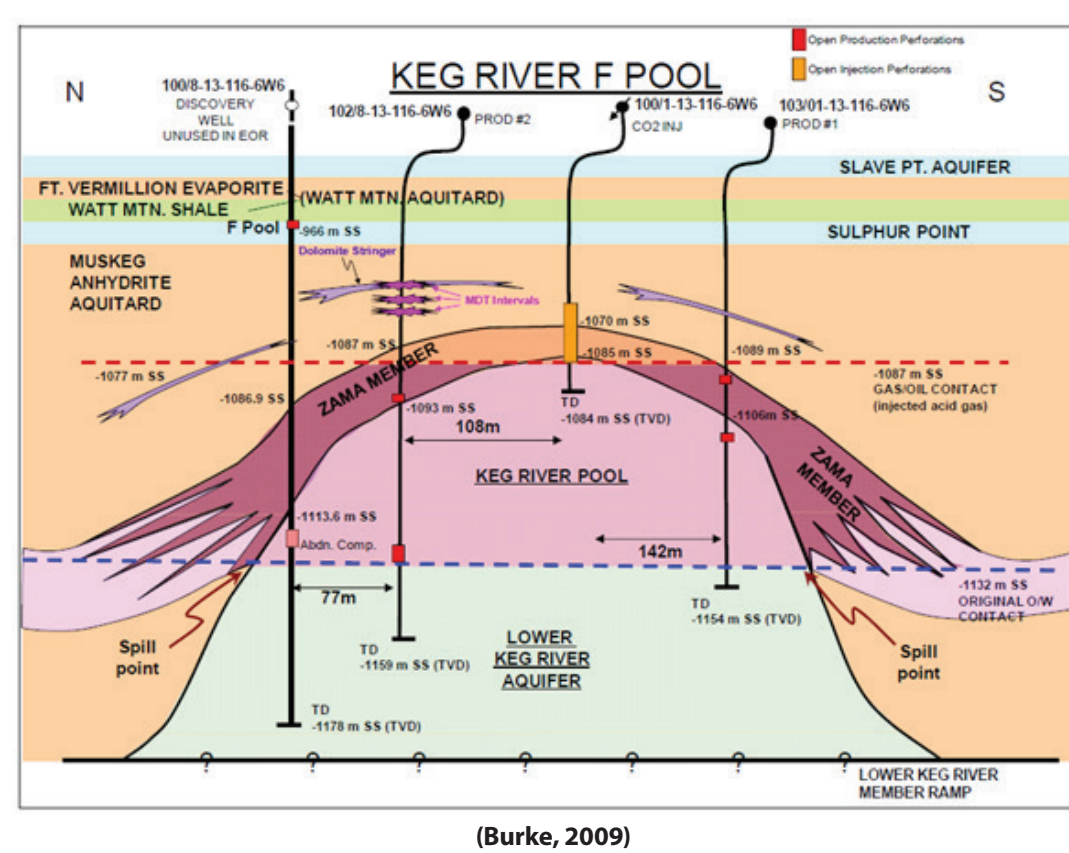 Open Production Perforations
Open Injection Perforations
KEG RIVER F POOL
N
S
100/8-13-116-6W6
DISCOVERY
WELL
UNUSED IN EOR
102/8-13-116-6W6
PROD #2
100/1-13-116-6W6
CO2 INJ
103/01-13-116-6W6
PROD #1
SLAVE PT. AQUIFER
FT. VERMILLION EVAPORITE
(WATT MTN. AQUITARD)
WATT MTN. SHALE
F Pool
-966 m SS
SULPHUR POINT
Dolomite Stringer
MUSKEG
ANHYDRITE
AQUITARD
MDT Intervals
-1070 m SS
-1087 m SS
-1085 m SS
-1089 m SS
-1077 m SS
-1087 m SS
GAS/OIL CONTACT
(injected acid gas)
-1086.9 SS
ZAMA MEMBER
-1093 m SS
TD
-1084 m SS (TVD)
-1106m SS
108m
KEG RIVER POOL
ZAMA
MEMBER
-1113.6 m SS
Abdn. Comp.
142m
77m
-1132 m SS
ORIGINAL O/W
CONTACT
TD
-1154 m SS (TVD)
Spill
point
TD
-1159 m SS (TVD)
LOWER
KEG RIVER
AQUIFER
Spill
point
TD
-1178 m SS (TVD)
? ? ? ? ? ? ?
LOWER KEG RIVER
MEMBER RAMP
(Burke, 2009)